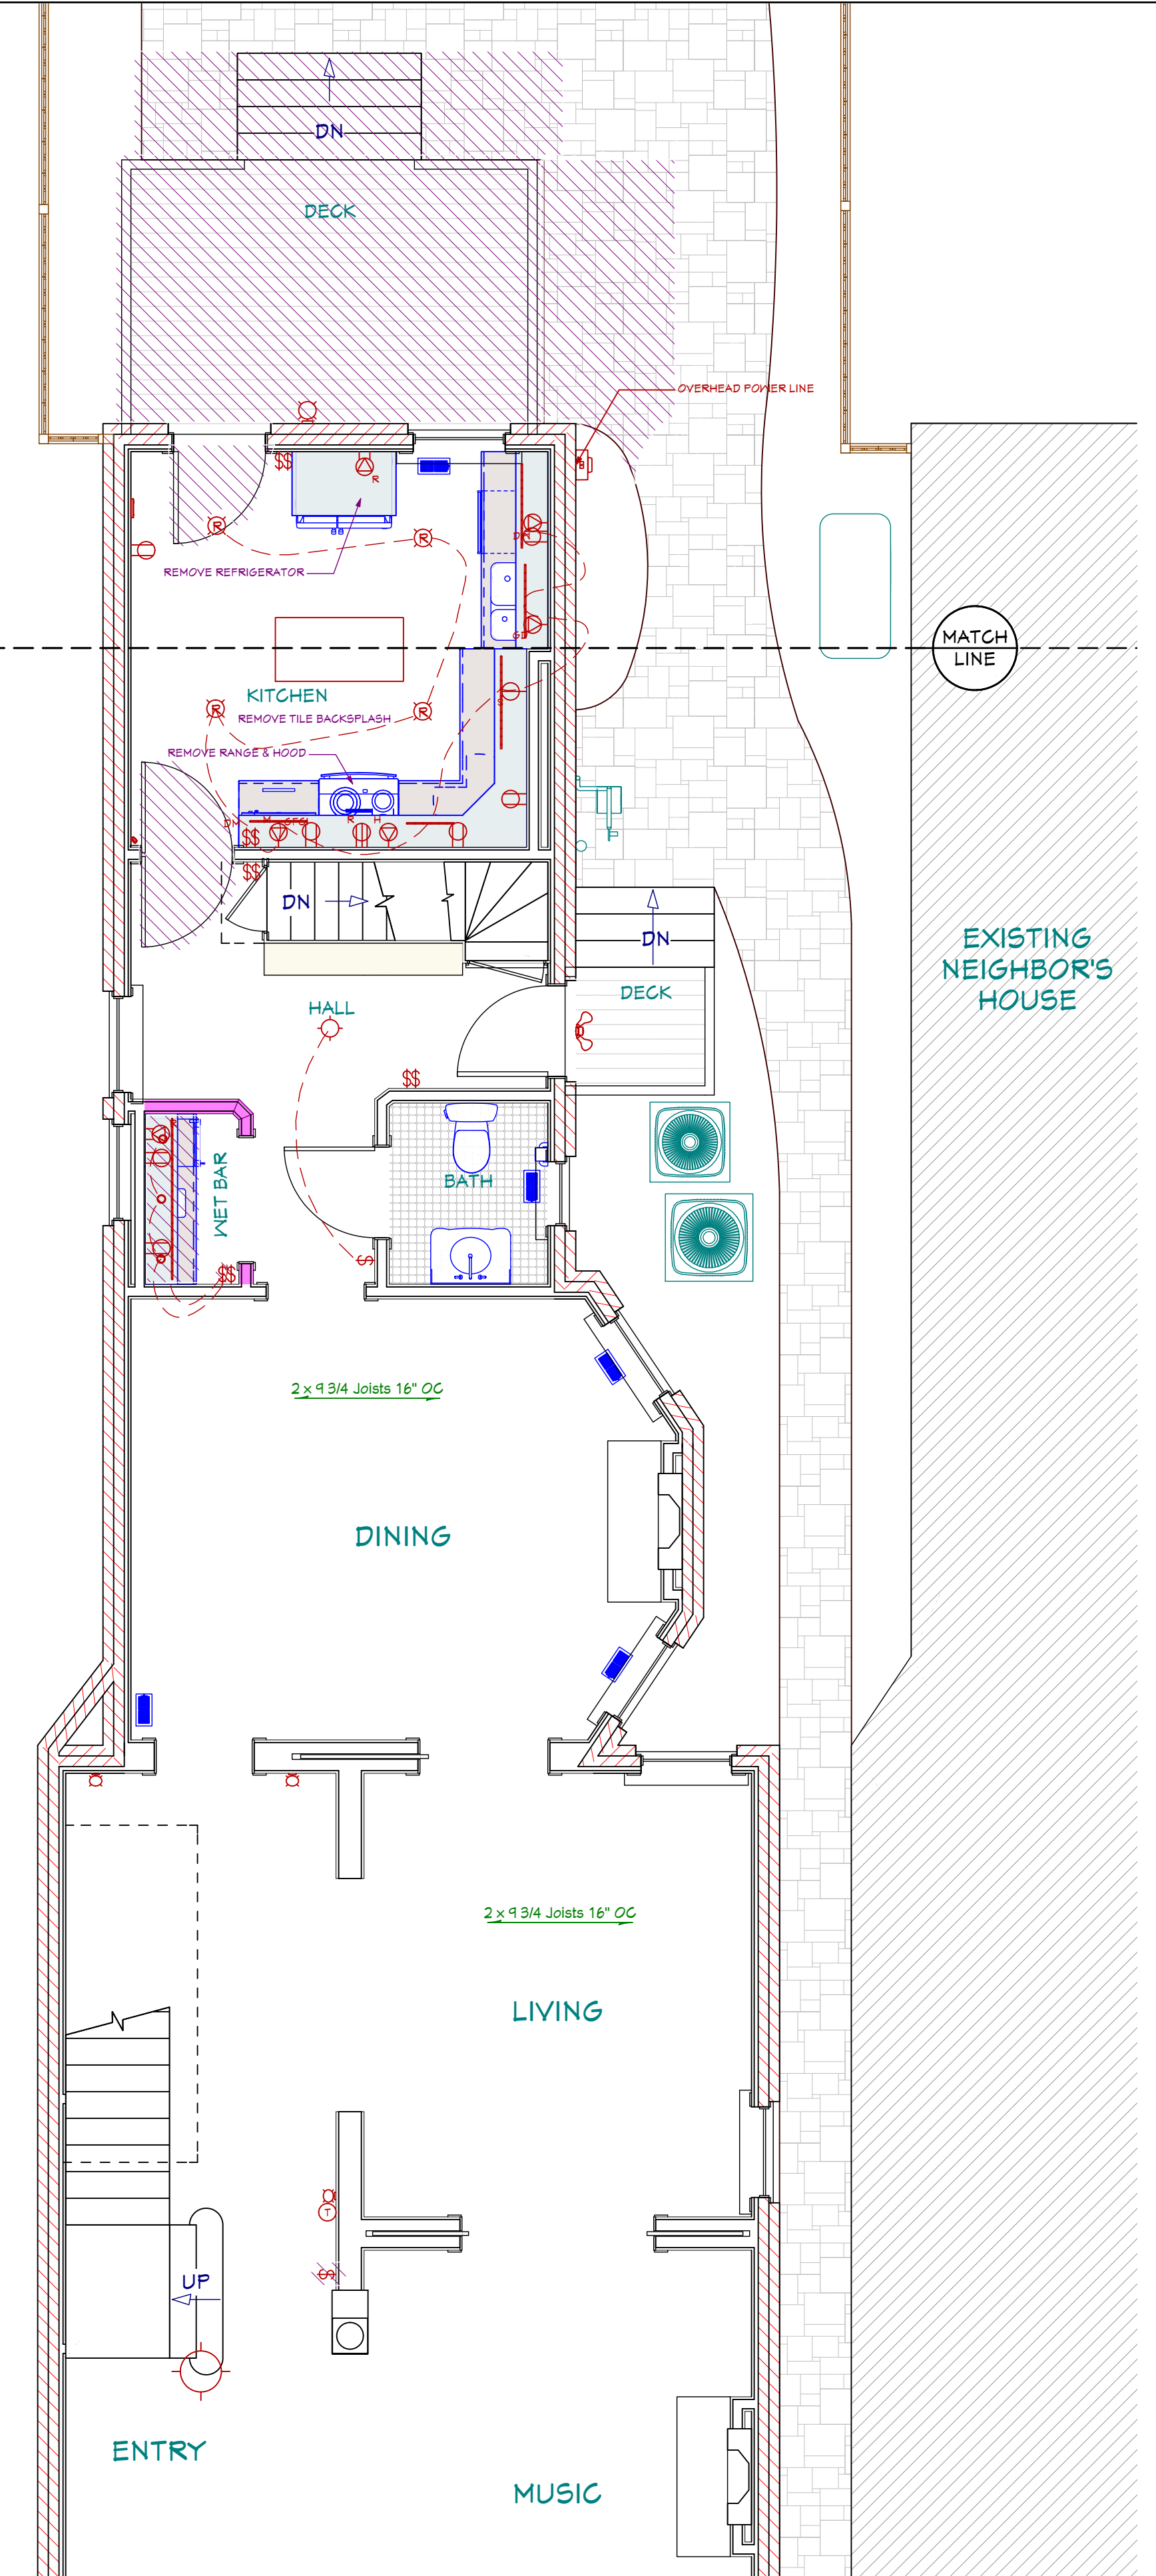 DN
DECK
OVERHEAD POWER LINE
$$
R
R
R
DW
REMOVE REFRIGERATOR
GD
MATCH
LINE
KITCHEN
R
R
S
REMOVE TILE BACKSPLASH
REMOVE RANGE & HOOD
M
R
H
$$
$$
DN
DN
EXISTING
NEIGHBOR'S
HOUSE
DECK
HALL
$$
WET BAR
BATH
$
$$
2 x 9 3/4 Joists 16" OC
DINING
2 x 9 3/4 Joists 16" OC
LIVING
T
$
UP
ENTRY
MUSIC